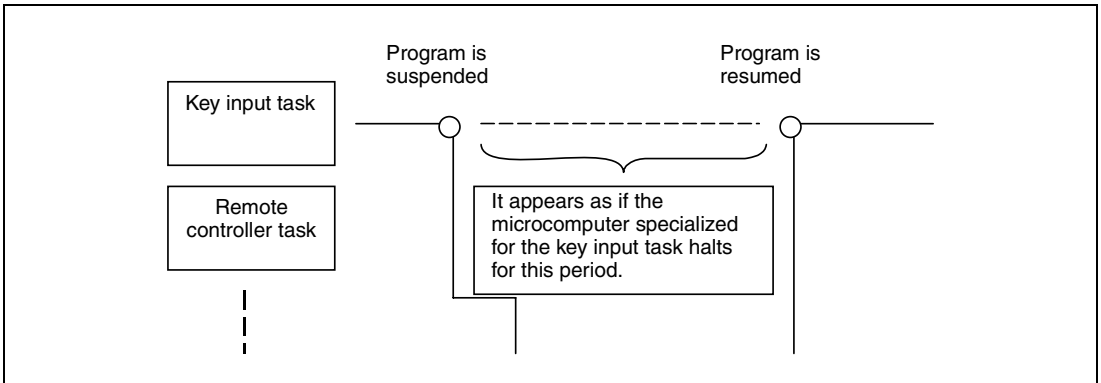 Program is
suspended
Program is
resumed
Key input task
Remote
controller task
It appears as if the
microcomputer specialized
for the key input task halts
for this period.